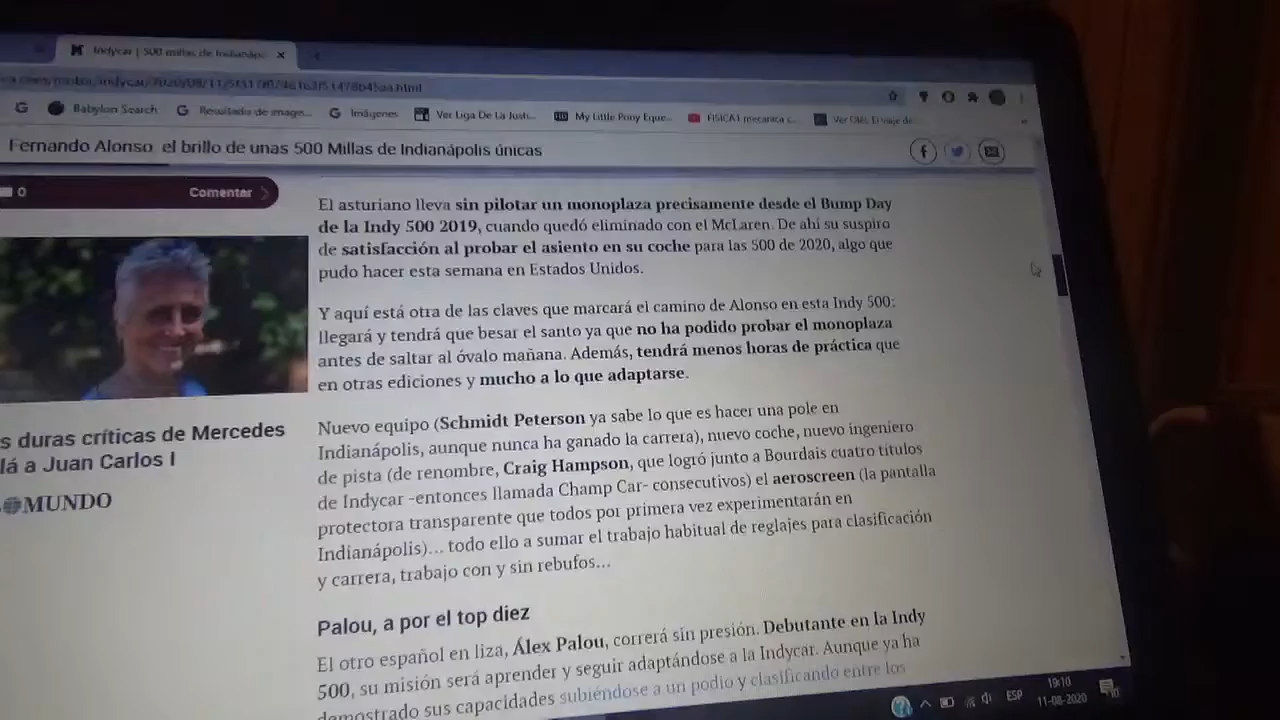 Indycar | 500 millas de Indianáp
Babylon Search
Resultado de image...
Imágenes
Ver Liga De La Justi...
My Little Pony Eque...
FISICA I mecanica c...
Ver
Fernando Alonso, el brillo de unas 500 Millas de Indianápolis únicas
0
Comentar
El asturiano lleva sin pilotar un monoplaza precisamente desde el Bump Day
de la Indy 500 2019, cuando quedó eliminado con el McLaren. De ahí su suspiro
de satisfacción al probar el asiento en su coche para las 500 de 2020, algo que
pudo hacer esta semana en Estados Unidos.
Y aquí está otra de las claves que marcará el camino de Alonso en esta Indy 500:
llegará y tendrá que besar el santo ya que no ha podido probar el monoplaza
antes de saltar al óvalo mañana. Además, tendrá menos horas de práctica que
en otras ediciones y mucho a lo que adaptarse.
s duras críticas de Mercedes
lá a Juan Carlos I
MUNDO
Nuevo equipo (Schmidt Peterson ya sabe lo que es hacer una pole en
Indianápolis, aunque nunca ha ganado la carrera), nuevo coche, nuevo ingeniero
de pista (de renombre, Craig Hampson, que logró junto a Bourdais cuatro títulos
de Indycar -entonces llamada Champ Car- consecutivos) el aeroscreen (la pantalla
protectora transparente que todos por primera vez experimentarán en
Indianápolis)... todo ello a sumar el trabajo habitual de reglajes para clasificación
y carrera, trabajo con y sin rebufos...
Palou, a por el top diez
El otro español en liza, Álex Palou, correrá sin presión. Debutante en la Indy
500, su misión será aprender y seguir adaptándose a la Indycar. Aunque ya ha
demostrado sus capacidades subiéndose a un podio y clasificando entre los
ESP
19:10
11-08-2020